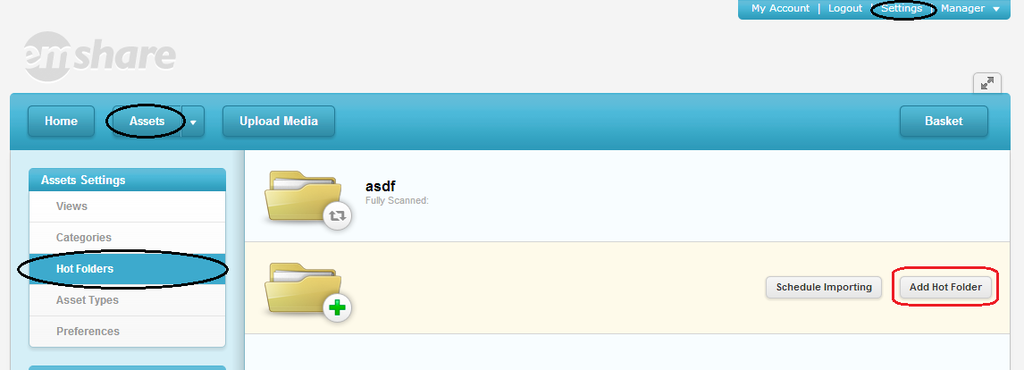 My Account | Logout | Settings | Manager
emshare
Home Assets Upload Media Basket
Assets Settings
Views
Categories
Hot Folders
Asset Types
Preferences
asdf
Fully Scanned:
Schedule Importing Add Hot Folder